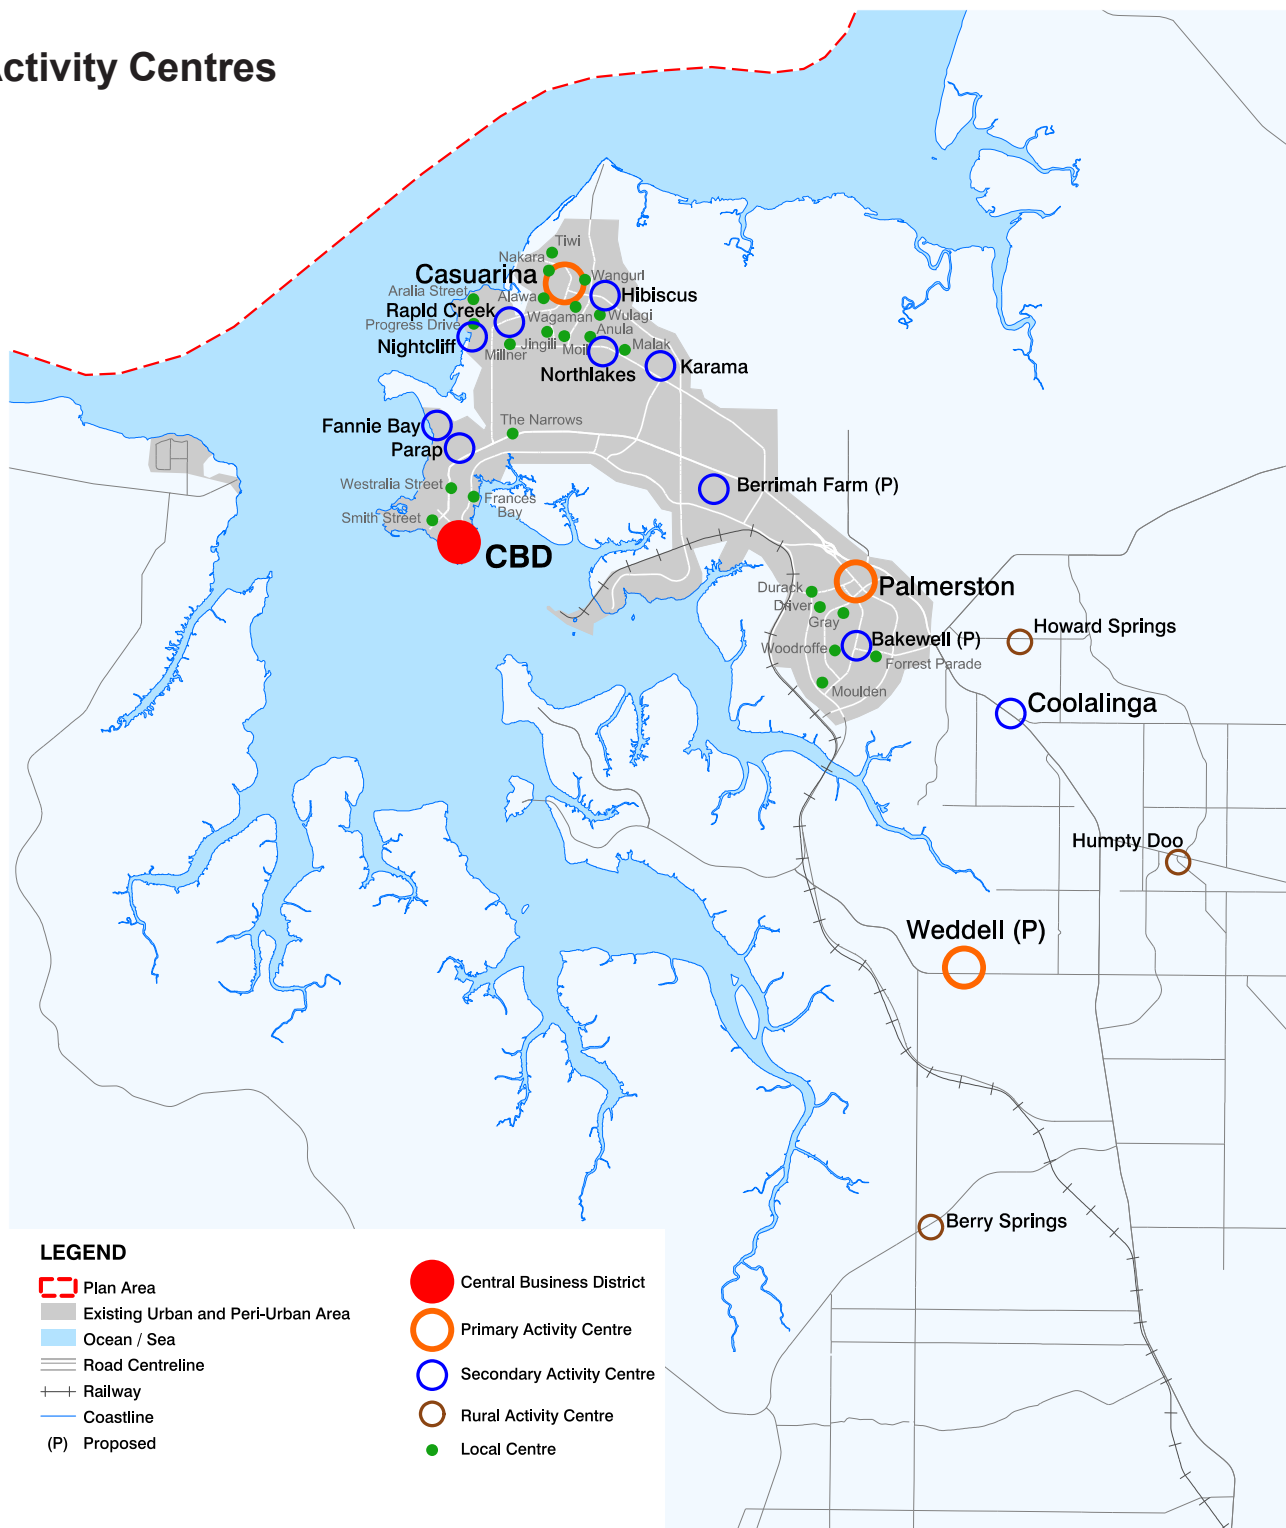 Activity Centres
Tiwi
Nakara
Casuarina
Wangurl
Aralia Street
Alawa
Hibiscus
Rapld Creek
Wagaman
Wulagi
Progress Drive
Anula
Nightcliff
Millner
Jingili
Moil
Malak
Northlakes
Karama
The Narrows
Fannie Bay
Parap
Westralia Street
Frances
Bay
Berrimah Farm (P)
Smith Street
CBD
Durack
Palmerston
Driver
Gray
Howard Springs
Bakewell (P)
Woodroffe
Forrest Parade
Moulden
Coolalinga
Humpty Doo
Weddell (P)
Berry Springs
LEGEND
Plan Area
Existing Urban and Peri-Urban Area
Ocean / Sea
Road Centreline
Railway
Coastline
(P) Proposed
Central Business District
Primary Activity Centre
Secondary Activity Centre
Rural Activity Centre
Local Centre